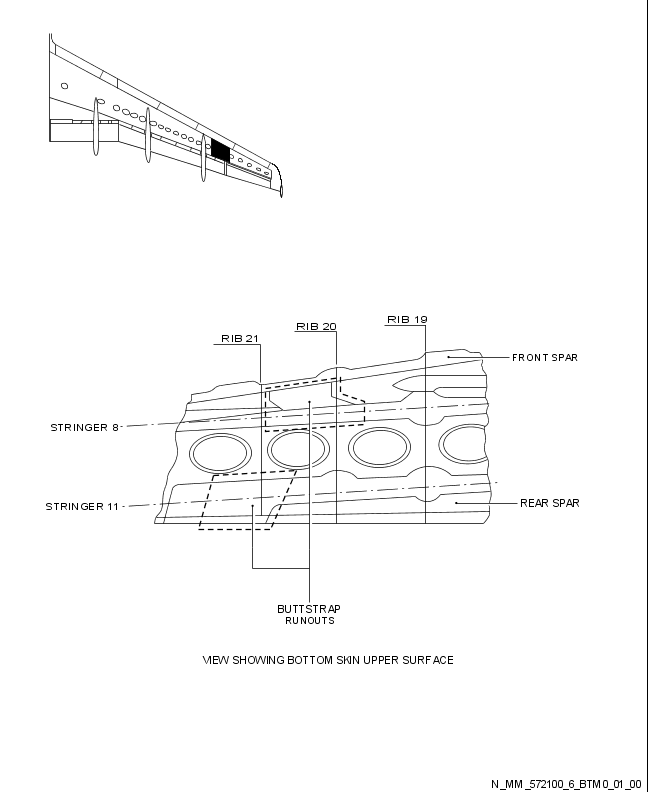 RIB 19
RIB 20
RIB 21
FRONT SPAR
STRINGER 8
STRINGER 11
REAR SPAR
BUTTSTRAP
RUNOUTS
VIEW SHOWING BOTTOM SKIN UPPER SURFACE
N_MM_572100_6_BTM0_01_00